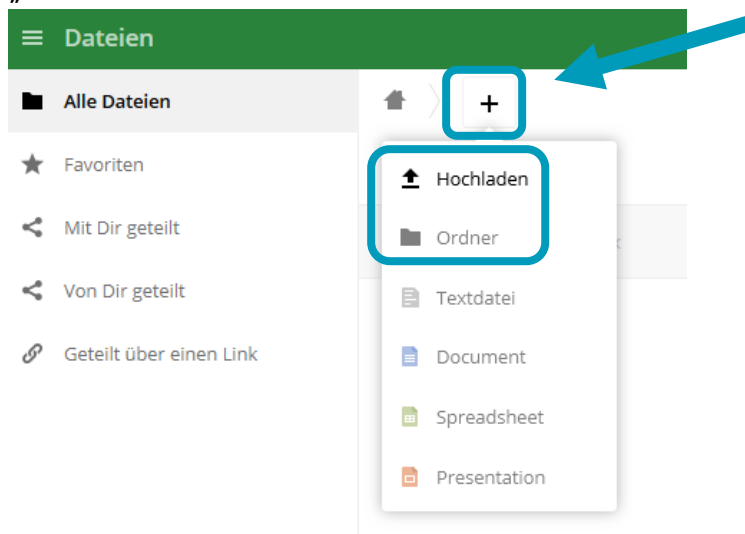 „
Dateien
Alle Dateien
+
Favoriten
Hochladen
Mit Dir geteilt
Ordner
Von Dir geteilt
Textdatei
Geteilt über einen Link
Document
Spreadsheet
Presentation